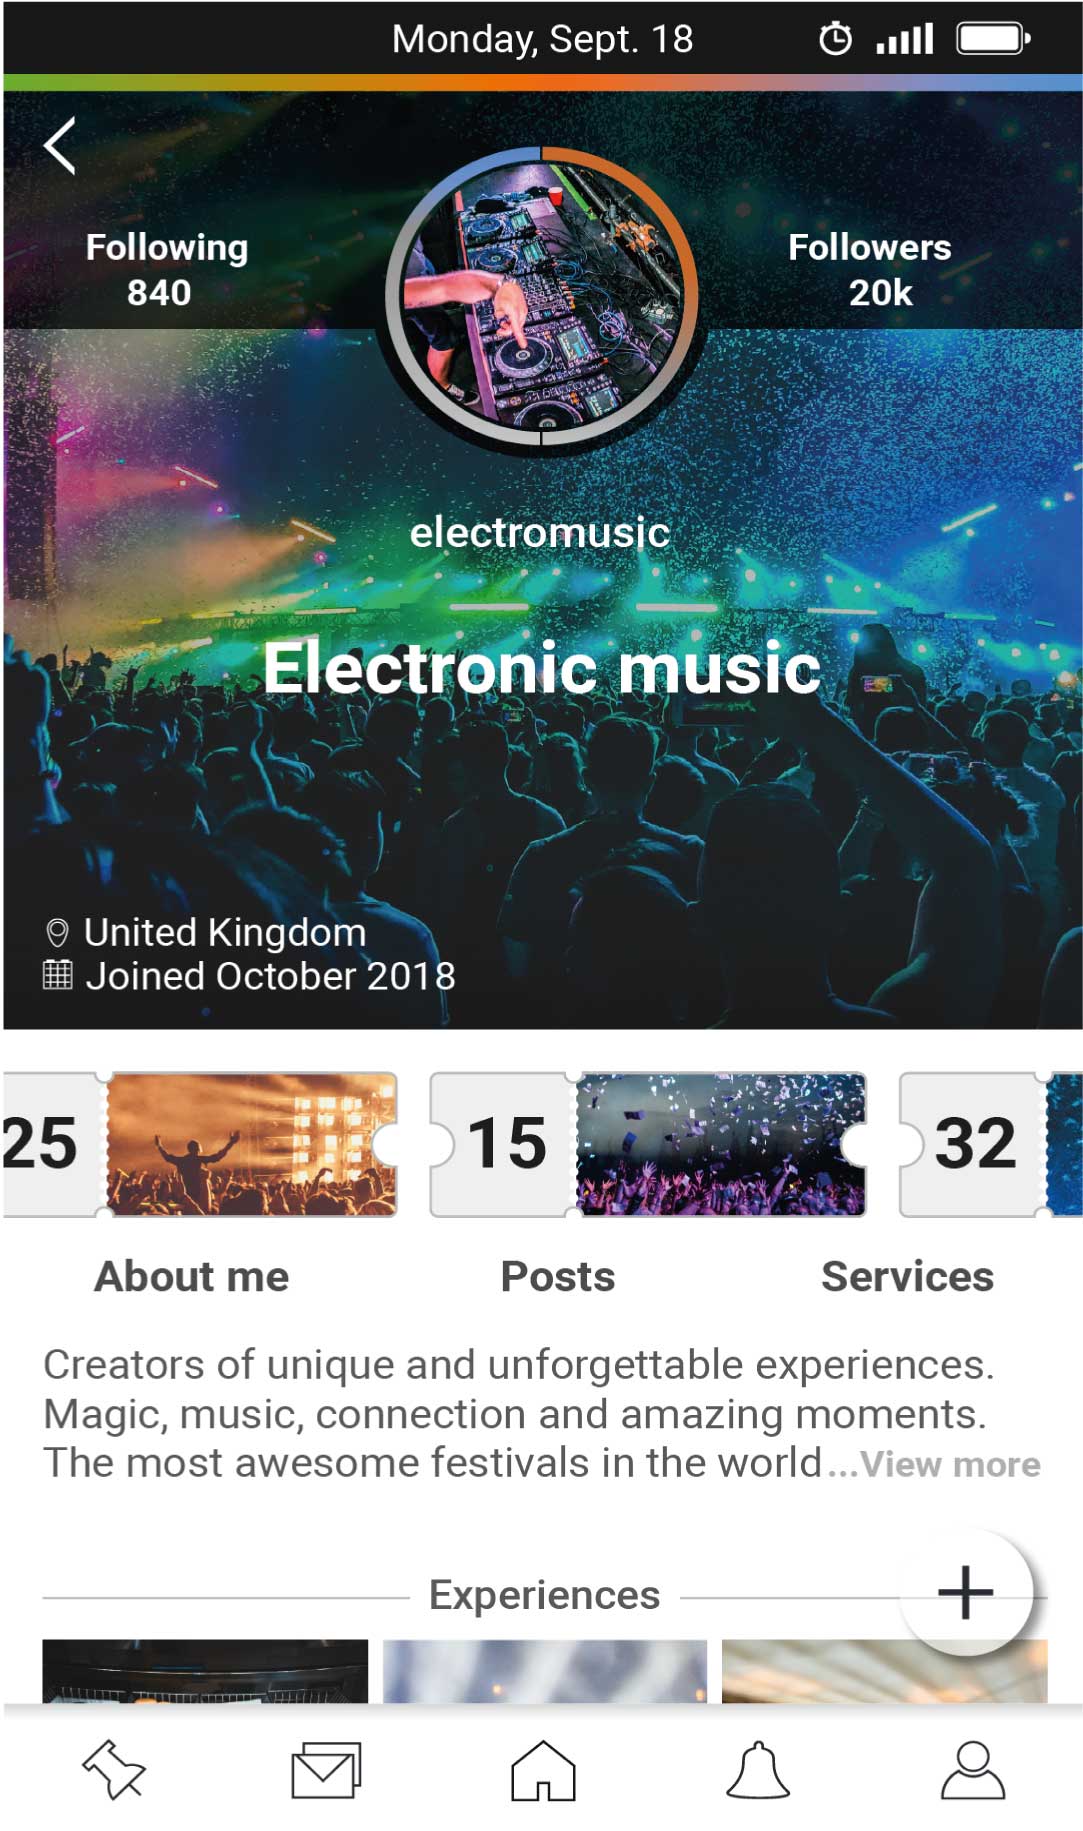 Monday, Sept. 18
Following
840
Followers
20k
electromusic
Electronic music
United Kingdom
Joined October 2018
25
15
32
About me
Posts
Services
Creators of unique and unforgettable experiences.
Magic, music, connection and amazing moments.
The most awesome festivals in the world...View more
Experiences